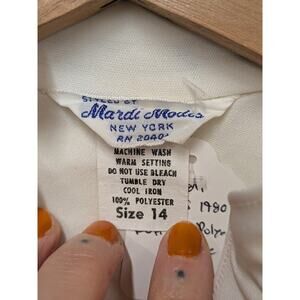 STYLED BY
Mardi Modes
NEW YORK
RN 2040
MACHINE WASH
WARM SETTING
DO NOT USE BLEACH
TUMBLE DRY
COOL IRON
100% POLYESTER
Size 14
1980